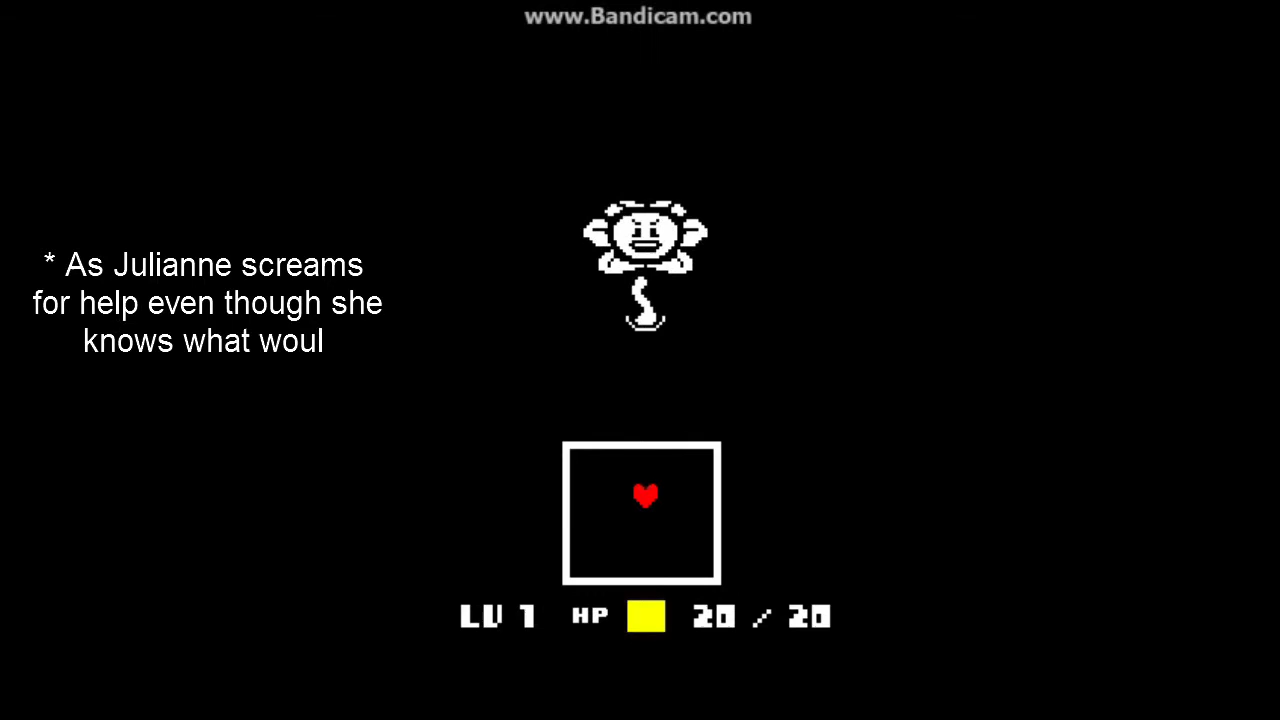 www.Bandicam.com
* As Julianne screams
for help even though she
knows what woul
LV 1 HP 20 / 20